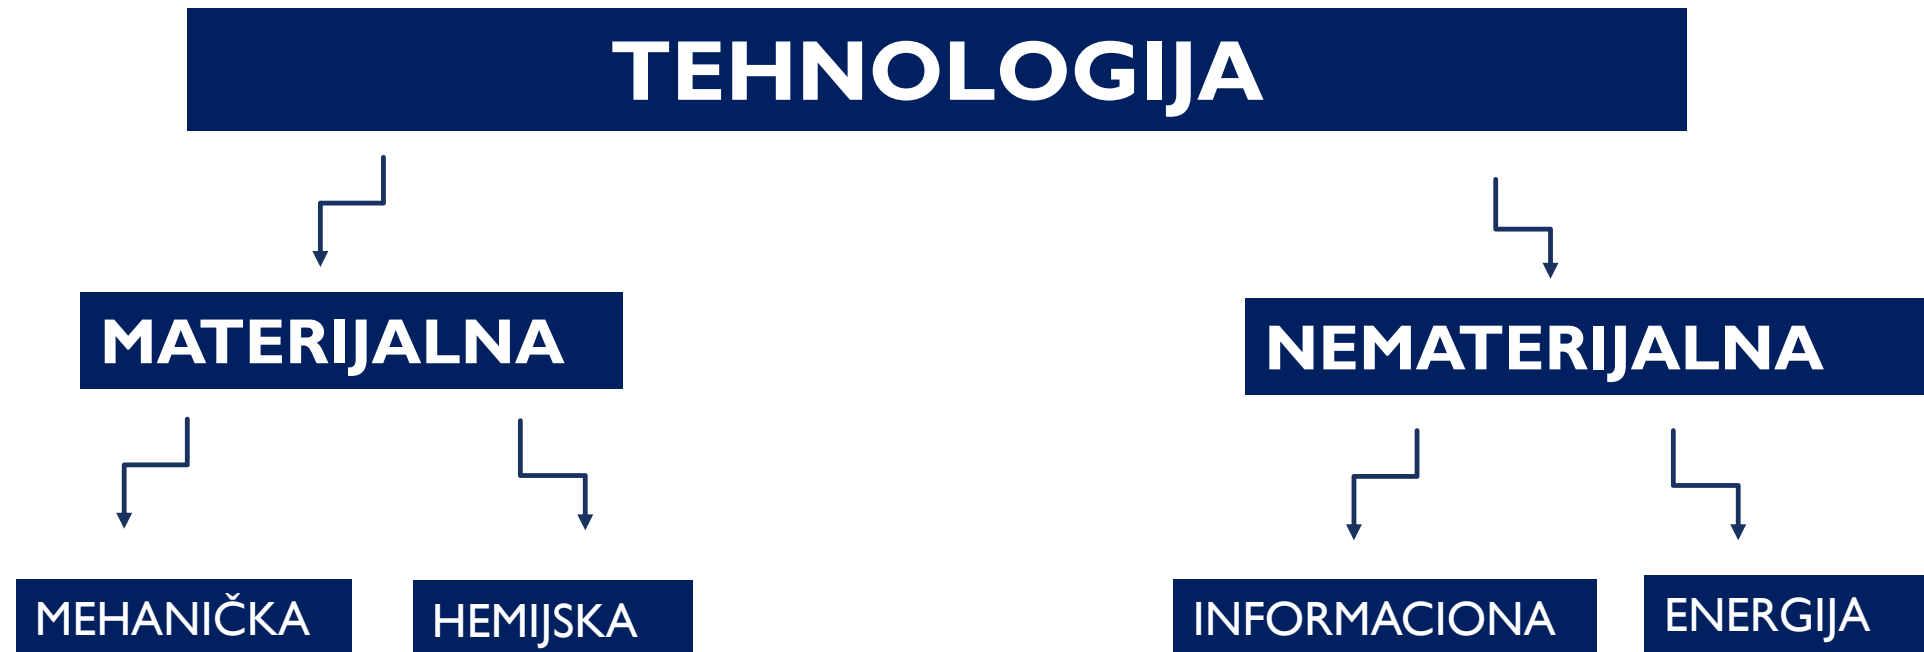 TEHNOLOGIJA
MATERIJALNA
NEMATERIJALNA
MEHANIČKA
HEMIJSKA
INFORMACIONA
ENERGIJA